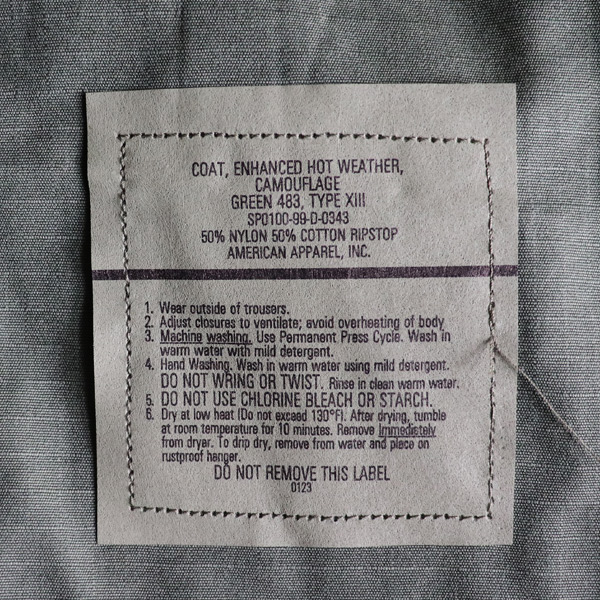 COAT, ENHANCED HOT WEATHER,
CAMOUFLAGE
GREEN 483, TYPE XIII
SP0100-99-D-0343
50% NYLON 50% COTTON RIPSTOP
AMERICAN APPAREL, INC.
1. Wear outside of trousers.
2. Adjust closures to ventilate; avoid overheating of body
3. Machine washing. Use Permanent Press Cycle. Wash in
warm water with mild detergent.
4. Hand Washing. Wash in warm water using mild detergent.
DO NOT WRING OR TWIST. Rinse in clean warm water.
5. DO NOT USE CHLORINE BLEACH OR STARCH.
6. Dry at low heat (Do not exceed 130°F). After drying, tumble
at room temperature for 10 minutes. Remove immediately
from dryer. To drip dry, remove from water and place on
rustproof hanger.
DO NOT REMOVE THIS LABEL
0123